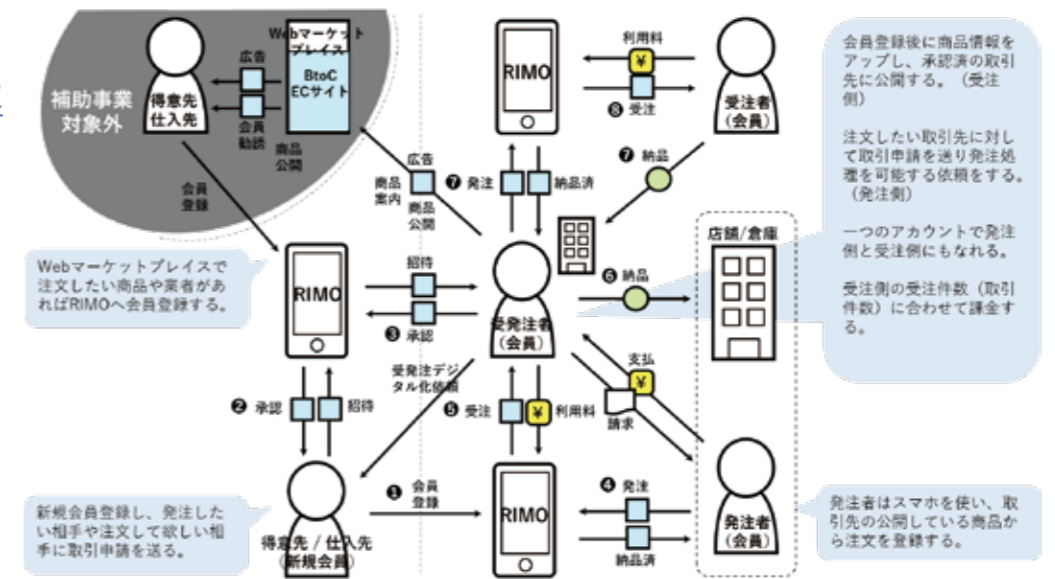 補助事業
対象外
得意先
仕入先
広告
会員
勧誘
Webマーケット
プレイス
BtoC
ECサイト
商品
公開
会員
登録
広告
商品
案内
商品
公開
RIMO
利用料
¥
❽ 受注
受注者
(会員)
❼ 発注
納品済
❼ 納品
会員登録後に商品情報を
アップし、承認済の取引
先に公開する。(受注
側)
注文したい取引先に対し
て取引申請を送り発注処
理を可能する依頼をする。
(発注側)
一つのアカウントで発注
側と受注側にもなれる。
受注側の受注件数(取引
件数)に合わせて課金す
る。
Webマーケットプレイスで
注文したい商品や業者があ
ればRIMOへ会員登録する。
RIMO
招待
❸ 承認
受発注者
(会員)
❻ 納品
店舗/倉庫
受発注デジ
タル化依頼
❷ 承認
招待
❺ 受注
¥
利用料
支払
¥
請求
新規会員登録し、発注した
い相手や注文して欲しい相
手に取引申請を送る。
得意先 / 仕入先
(新規会員)
❶ 会員
登録
RIMO
❹ 発注
納品済
発注者
(会員)
発注者はスマホを使い、取
引先の公開している商品か
ら注文を登録する。